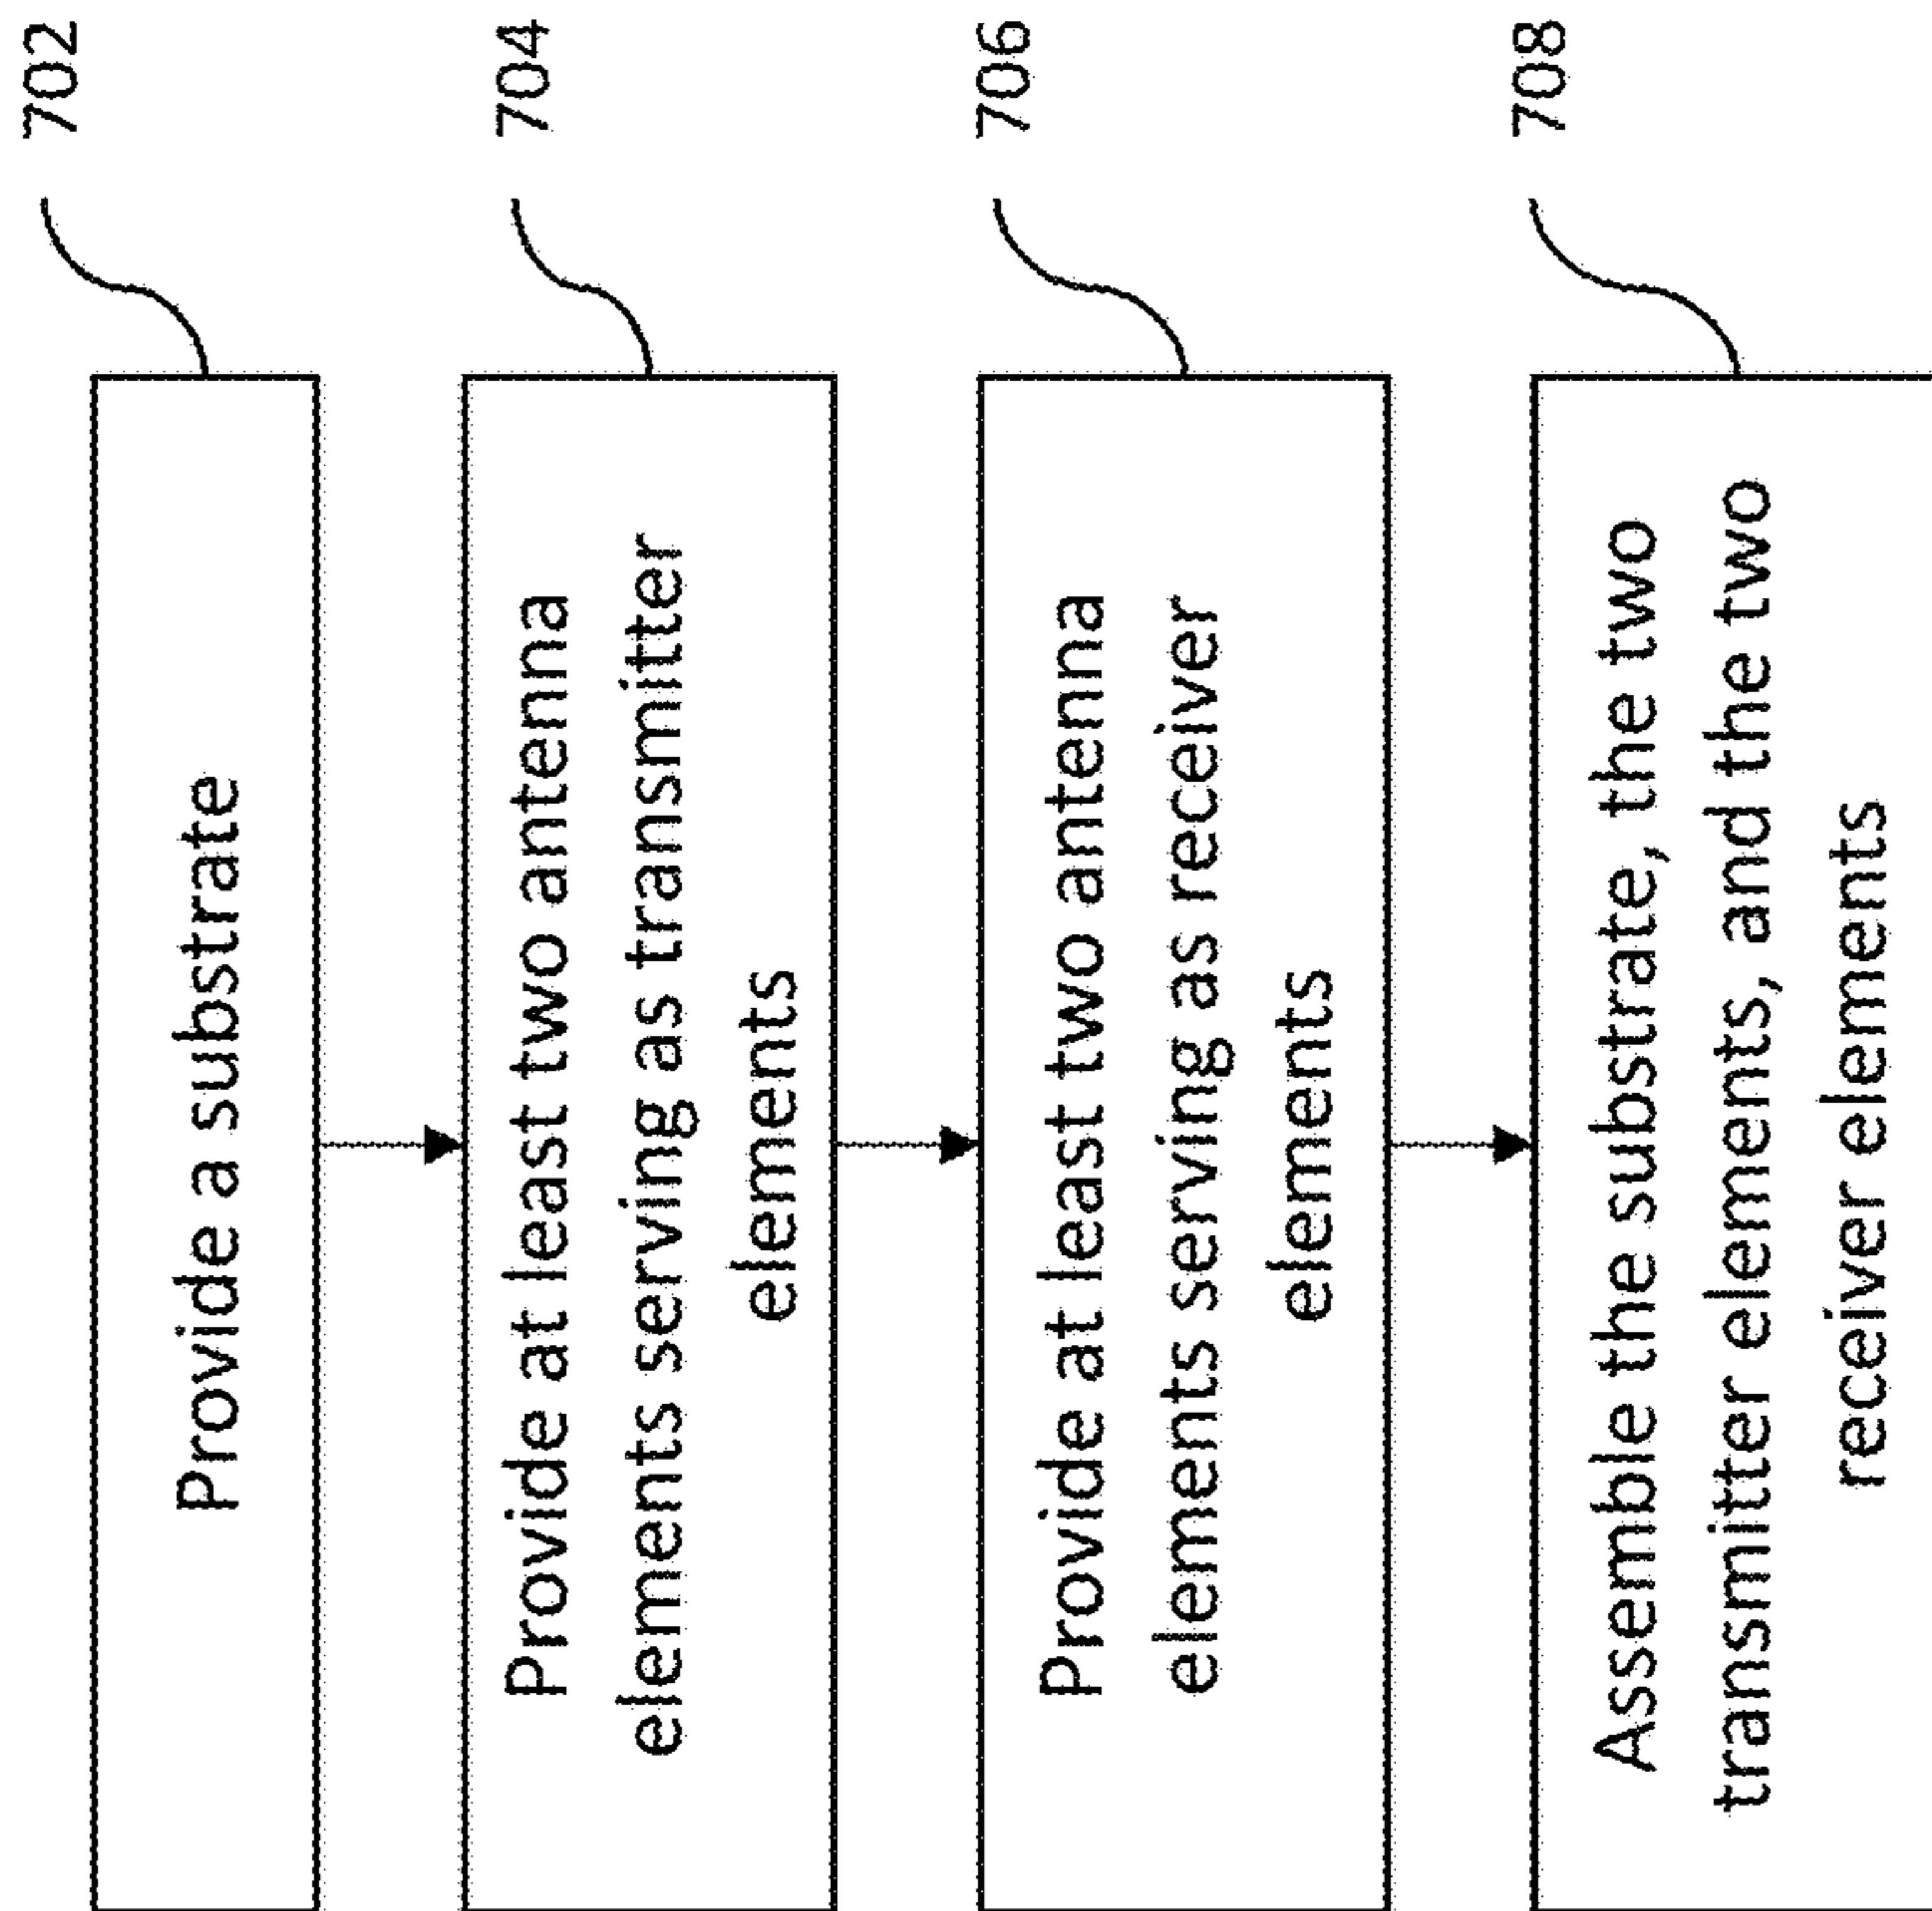 702
Provide a substrate
704
Provide at least two antenna
elements serving as transmitter
elements
706
Provide at least two antenna
elements serving as receiver
elements
708
Assemble the substrate, the two
transmitter elements, and the two
receiver elements